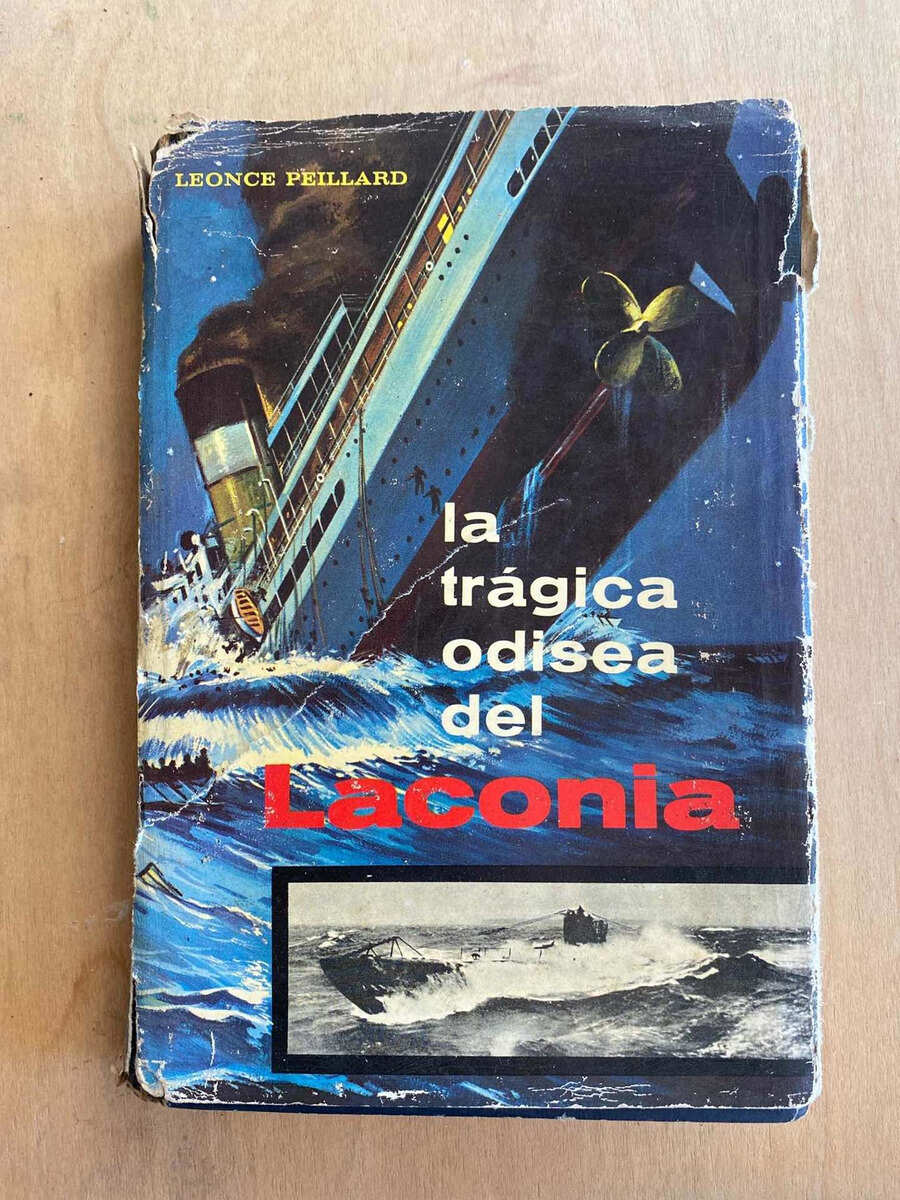 LEONCE PEILLARD
la
trágica
odisea
del
Laconia